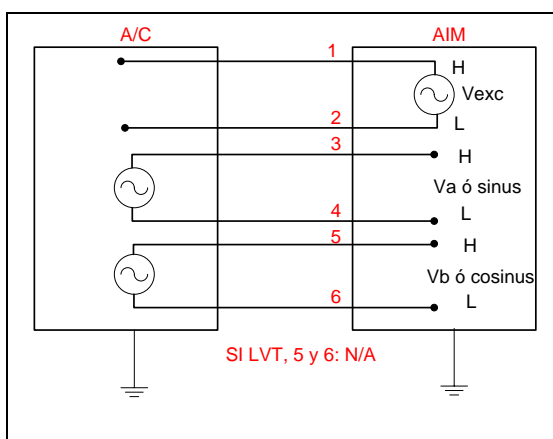 A/C
AIM
1
H
Vexc
2
L
3
H
Va ó sinus
4
L
5
H
Vb ó cosinus
6
L
SI LVT, 5 y 6: N/A